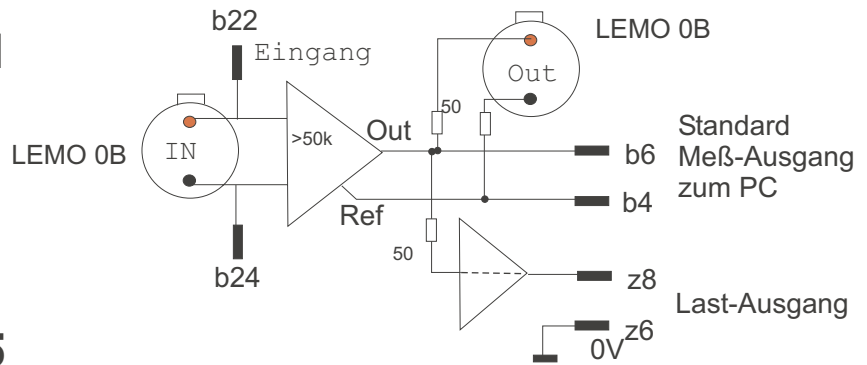 b22
Eingang
LEMO 0B
IN
>50k
Out
Ref
b24
50
50
Out
LEMO 0B
b6
b4
Standard
Meß-Ausgang
zum PC
z8
z6
0V
Last-Ausgang